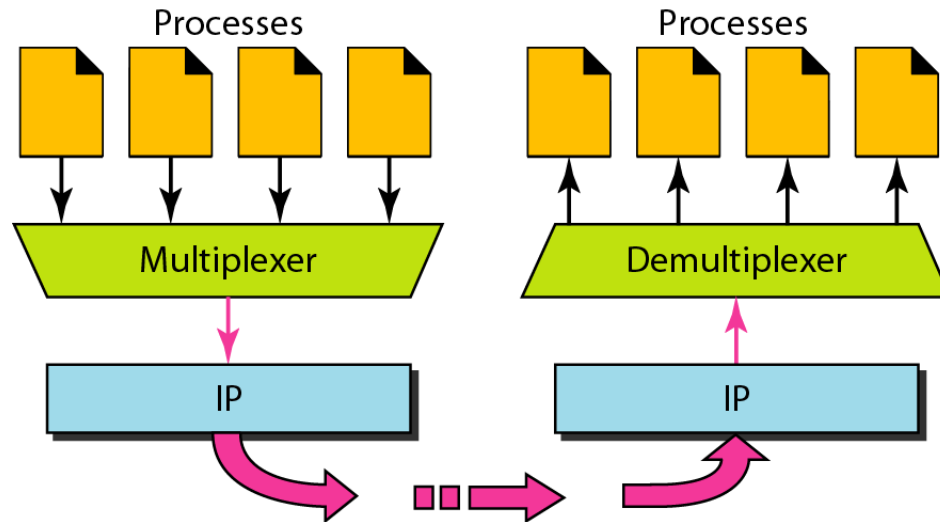 Processes
Processes
Multiplexer
Demultiplexer
IP
IP